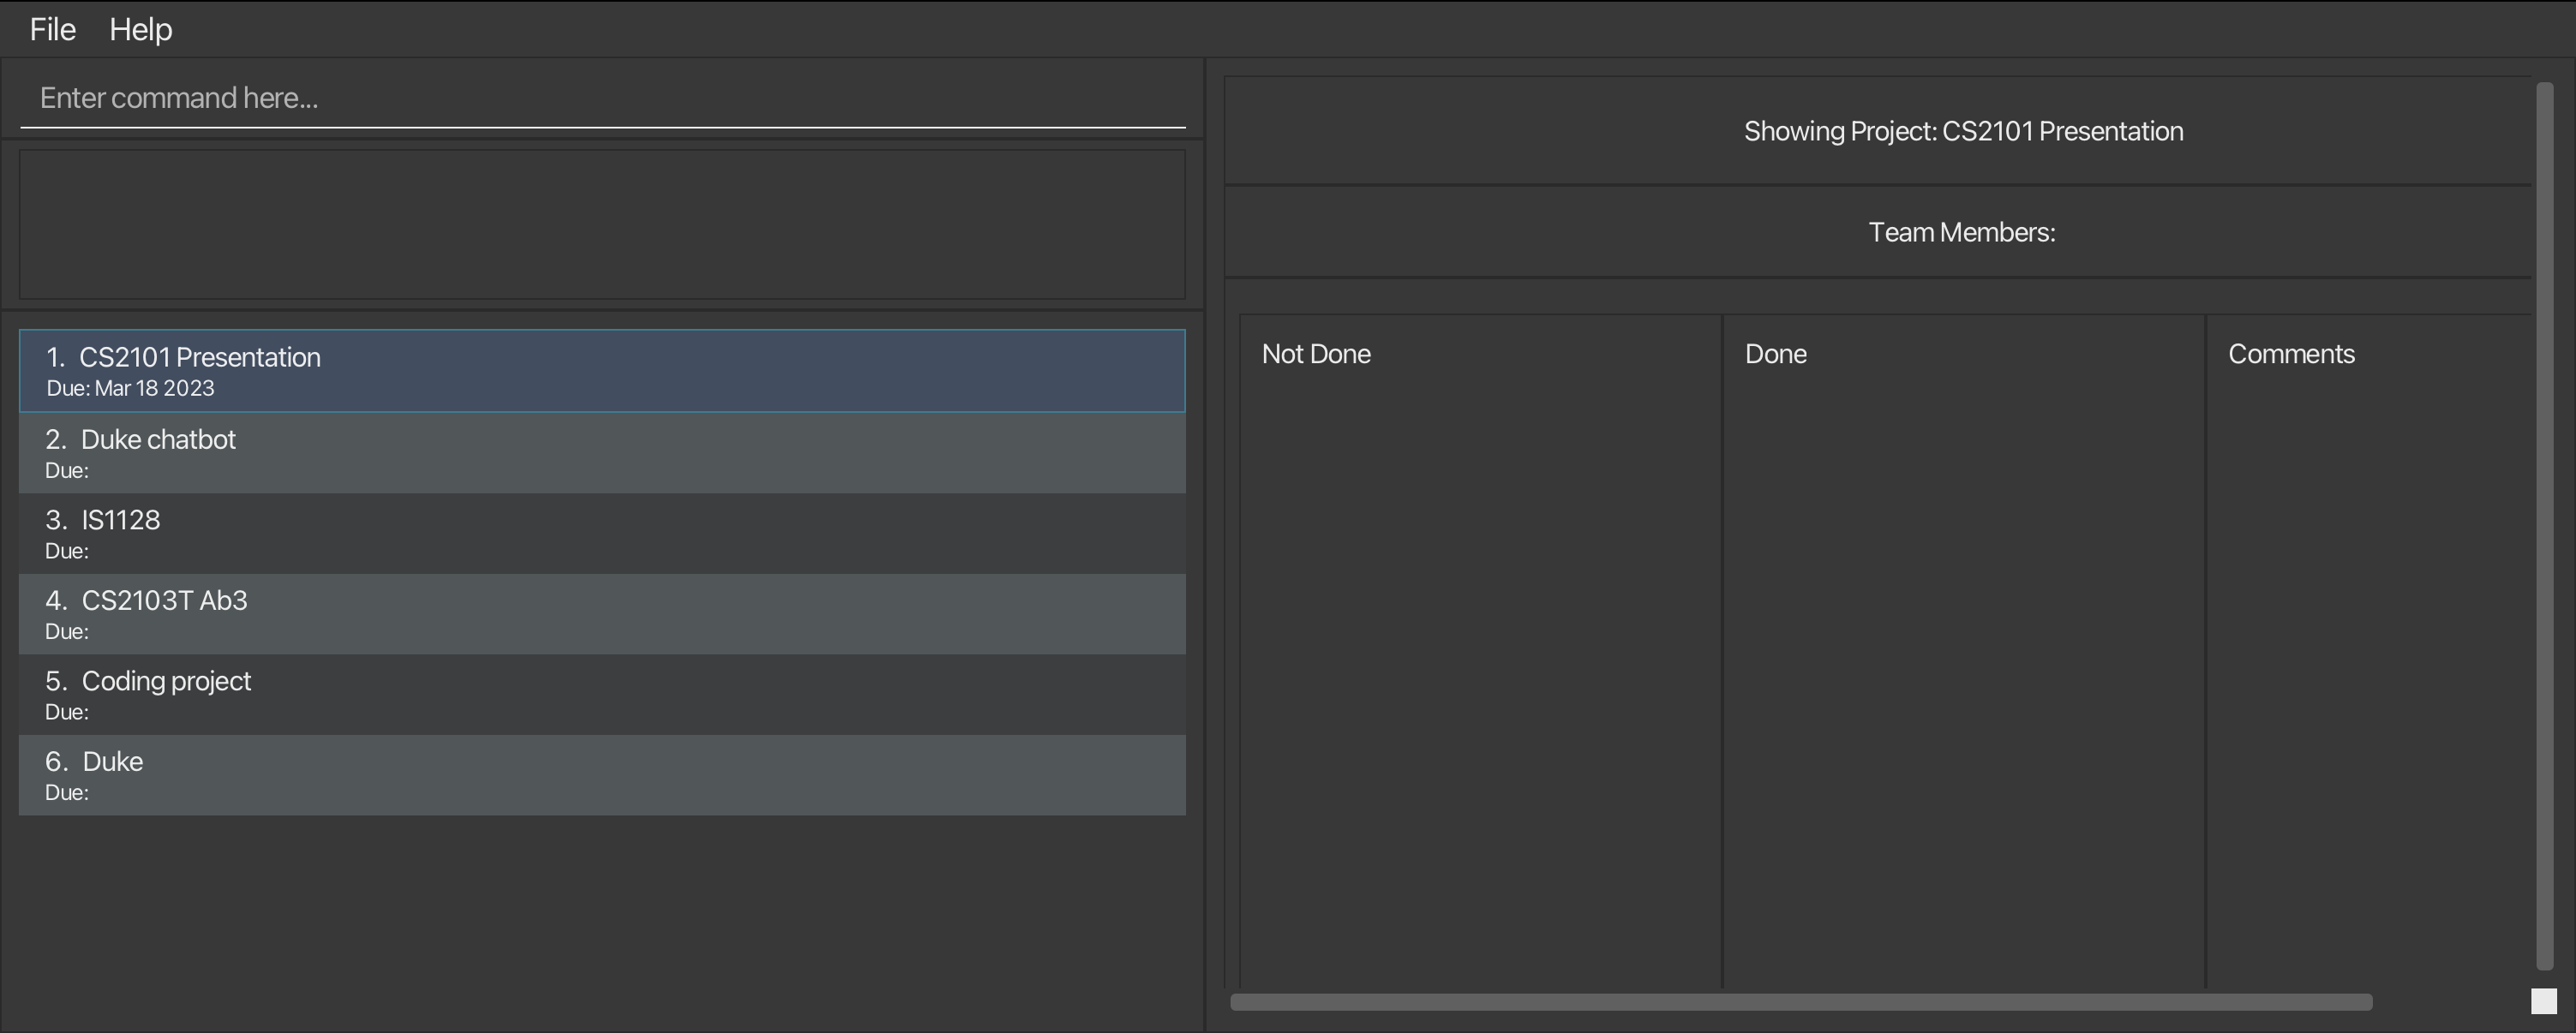 File Help
Enter command here...
1. CS2101 Presentation
Due: Mar 18 2023
2. Duke chatbot
Due:
3. IS1128
Due:
4. CS2103T Ab3
Due:
5. Coding project
Due:
6. Duke
Due:
Showing Project: CS2101 Presentation
Team Members:
Not Done
Done
Comments